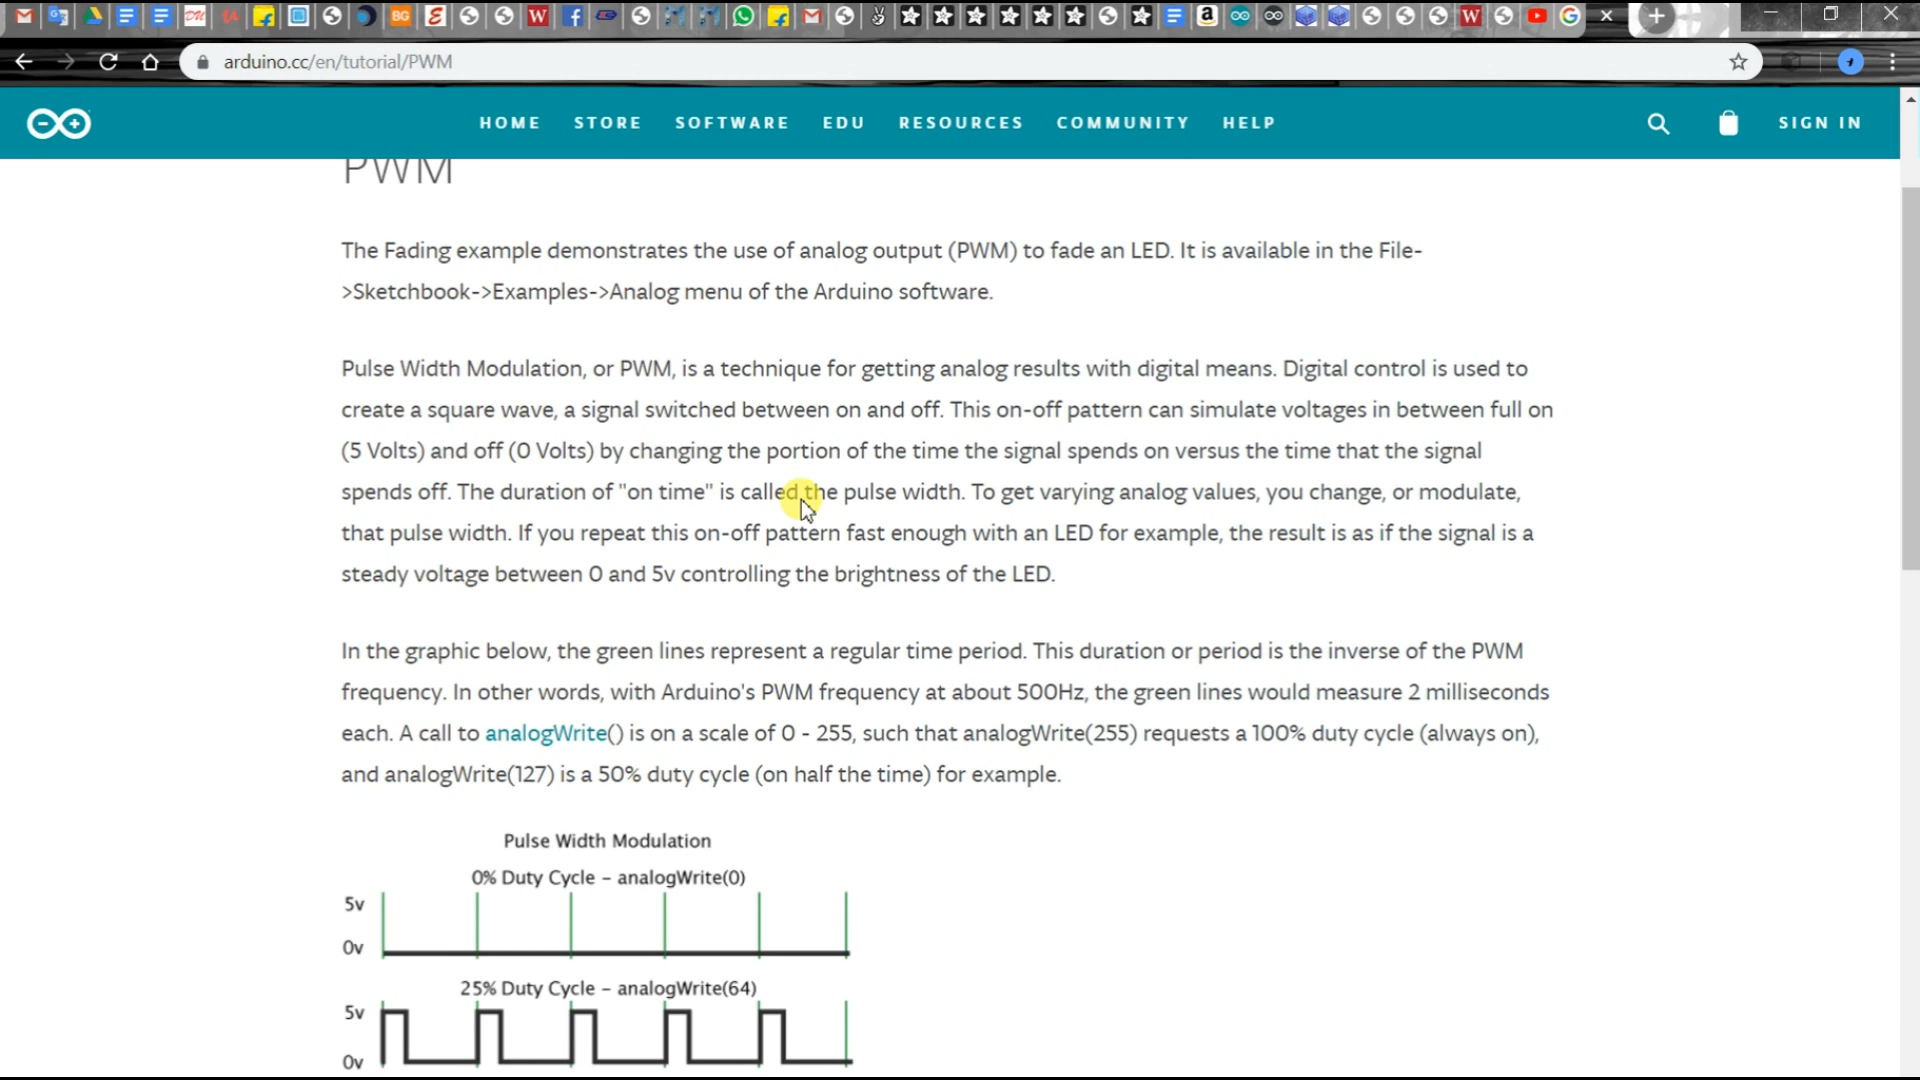 arduino.cc/en/tutorial/PWM
HOME STORE SOFTWARE EDU RESOURCES COMMUNITY HELP SIGN IN
PWM
The Fading example demonstrates the use of analog output (PWM) to fade an LED. It is available in the File-
>Sketchbook->Examples->Analog menu of the Arduino software.
Pulse Width Modulation, or PWM, is a technique for getting analog results with digital means. Digital control is used to
create a square wave, a signal switched between on and off. This on-off pattern can simulate voltages in between full on
(5 Volts) and off (0 Volts) by changing the portion of the time the signal spends on versus the time that the signal
spends off. The duration of "on time" is called the pulse width. To get varying analog values, you change, or modulate,
that pulse width. If you repeat this on-off pattern fast enough with an LED for example, the result is as if the signal is a
steady voltage between 0 and 5v controlling the brightness of the LED.
In the graphic below, the green lines represent a regular time period. This duration or period is the inverse of the PWM
frequency. In other words, with Arduino's PWM frequency at about 500Hz, the green lines would measure 2 milliseconds
each. A call to analogWrite() is on a scale of 0 - 255, such that analogWrite(255) requests a 100% duty cycle (always on),
and analogWrite(127) is a 50% duty cycle (on half the time) for example.
Pulse Width Modulation
0% Duty Cycle – analogWrite(0)
5v
0v
25% Duty Cycle – analogWrite(64)
5v
0v